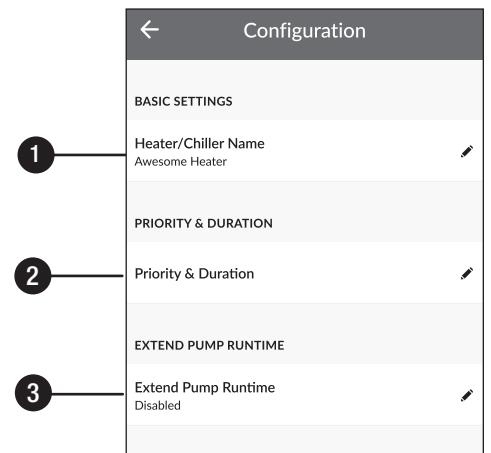 Configuration
BASIC SETTINGS
1
Heater/Chiller Name
Awesome Heater
PRIORITY & DURATION
2
Priority & Duration
EXTEND PUMP RUNTIME
3
Extend Pump Runtime
Disabled